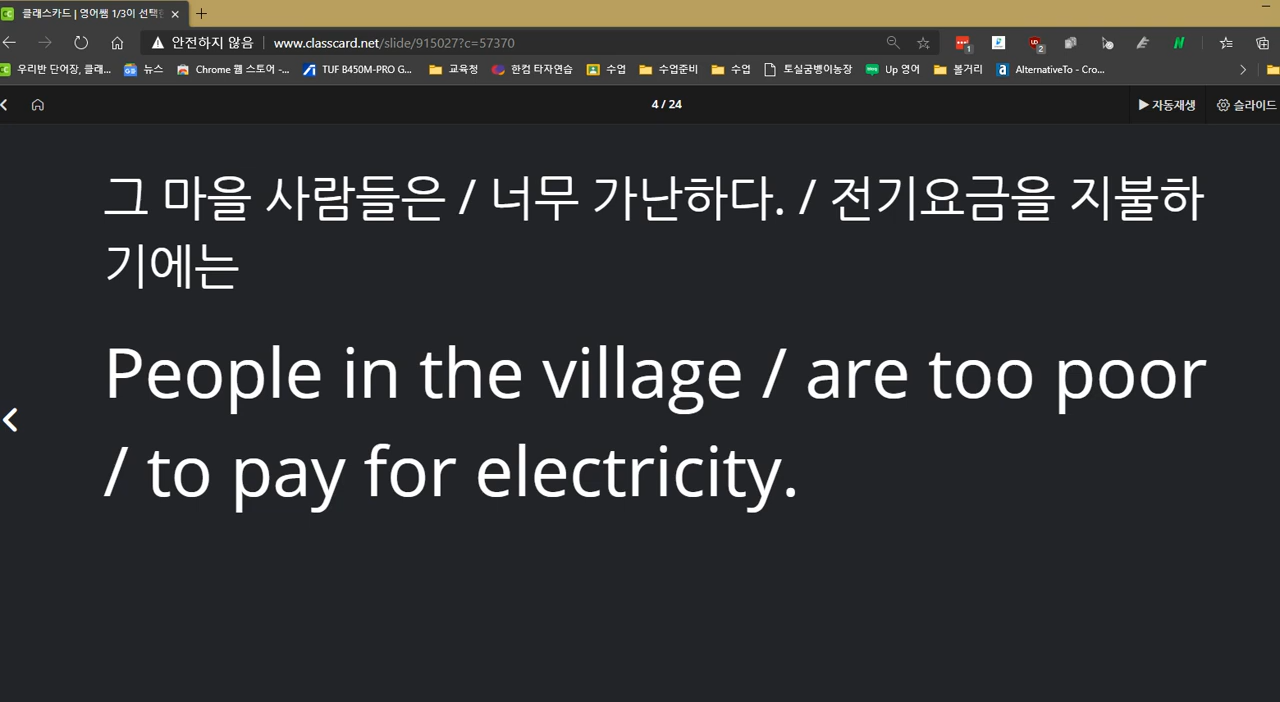 클래스카드 | 영어쌤 1/3이 선택한
안전하지 않음 www.classcard.net/slide/915027?c=57370
우리반 단어장, 클래... 뉴스 Chrome 웹 스토어 -... TUF B450M-PRO G... 교육청 한컴 타자연습 수업 수업준비 수업 토실굼벵이농장 Up 영어 볼거리 AlternativeTo - Cro...
4 / 24 자동재생 슬라이드
그 마을 사람들은 / 너무 가난하다. / 전기요금을 지불하
기에는
People in the village / are too poor
/ to pay for electricity.